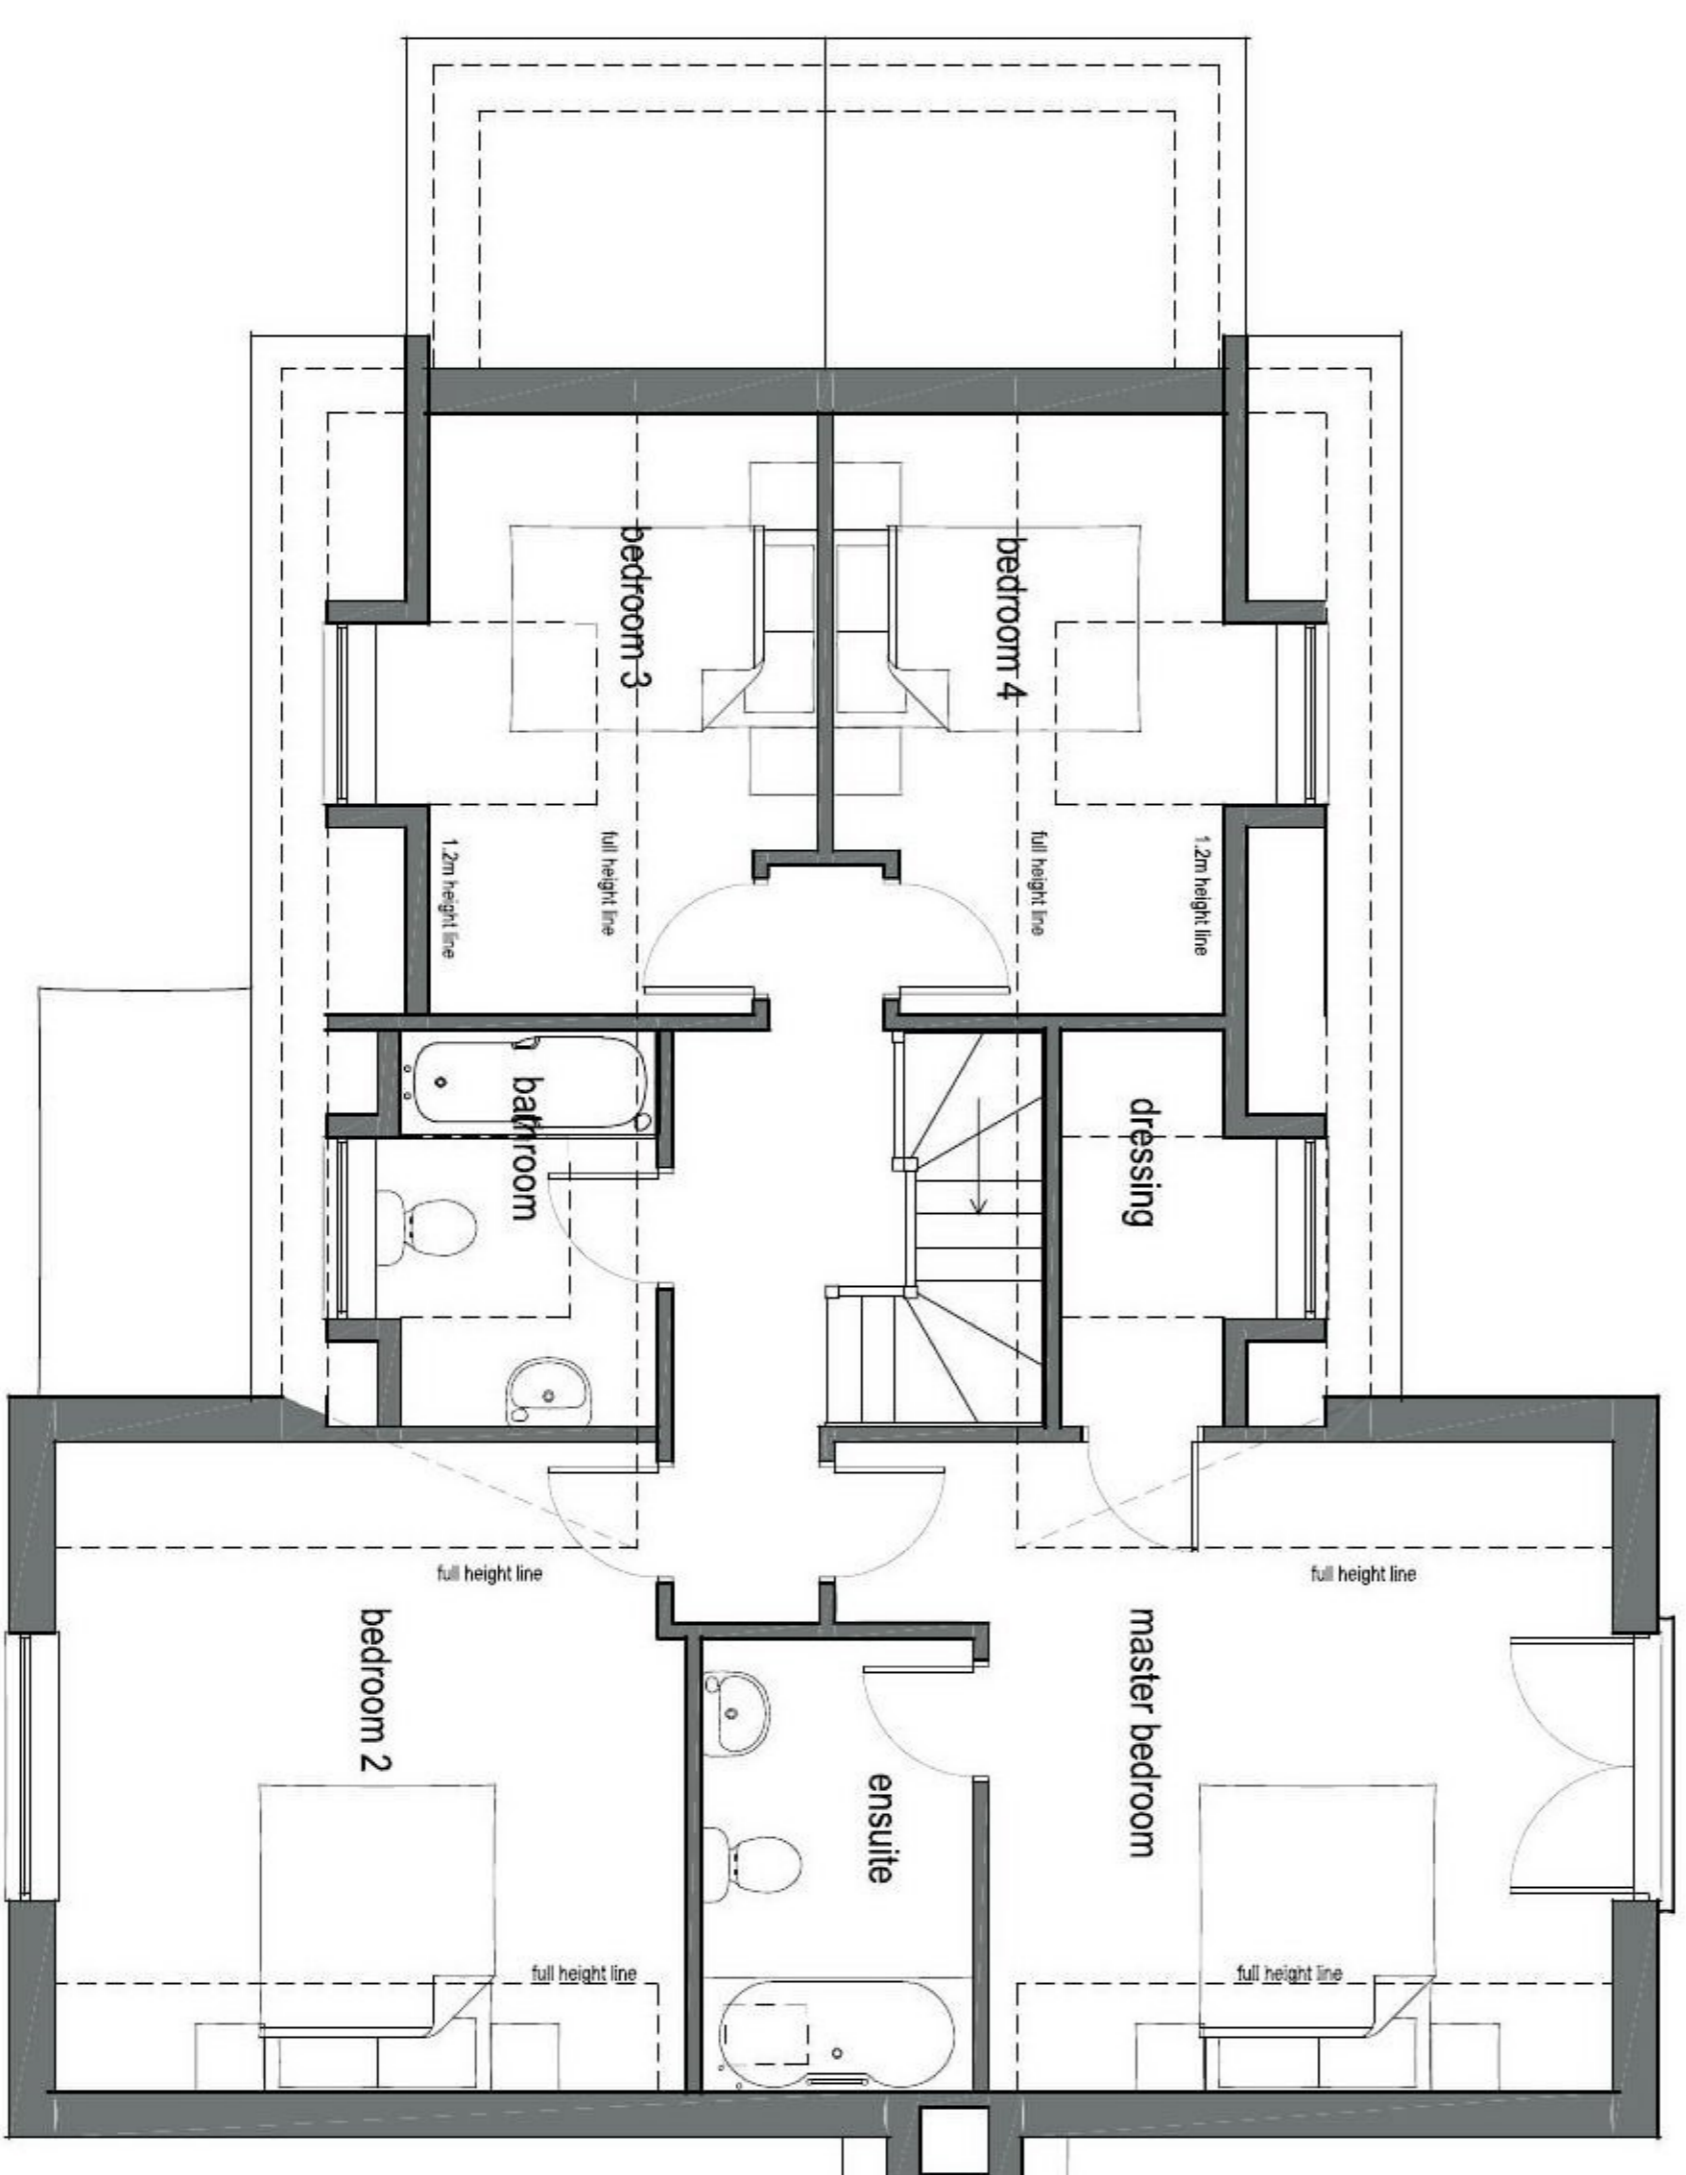 bedroom 3
bedroom 4
1.2m height line
full height line
full height line
1.2m height line
bathroom
dressing
full height line
full height line
bedroom 2
master bedroom
ensuite
full height line
full height line